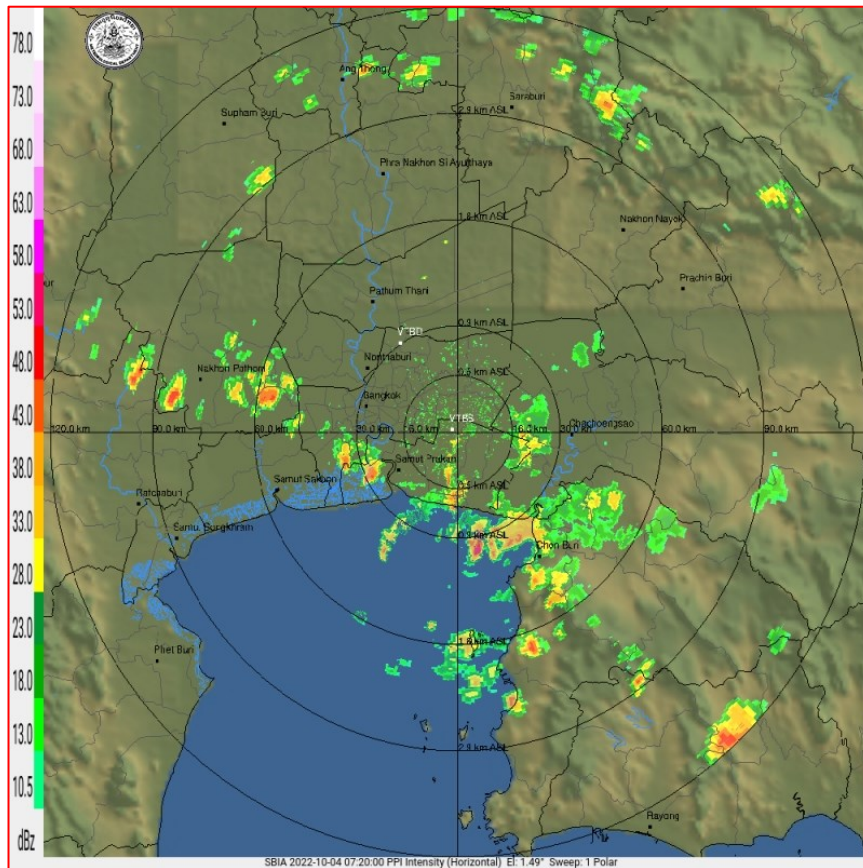 78.0
73.0
68.0
63.0
58.0
53.0
48.0
43.0
38.0
33.0
28.0
23.0
18.0
13.0
10.5
dBz
Ang Thong
Saraburi
2.9 km ASL
Suphan Buri
Phra Nakhon Si Ayutthaya
1.8 km ASL
Nakhon Nayok
Prachin Buri
Pathum Thani
0.9 km ASL
VTBD
Nonthaburi
0.5 km ASL
Nakhon Pathom
Bangkok
VTBS
Chachoengsao
120.0 km
90.0 km
60.0 km
30.0 km
15.0 km
30.0 km
60.0 km
90.0 km
Samut Prakan
Samut Sakhon
0.5 km ASL
Ratchaburi
Samut Songkhram
0.9 km ASL
Chon Buri
1.8 km ASL
Phet Buri
2.9 km ASL
Rayong
SBIA 2022-10-04 07:20:00 PPI Intensity (Horizontal) El: 1.49° Sweep: 1 Polar